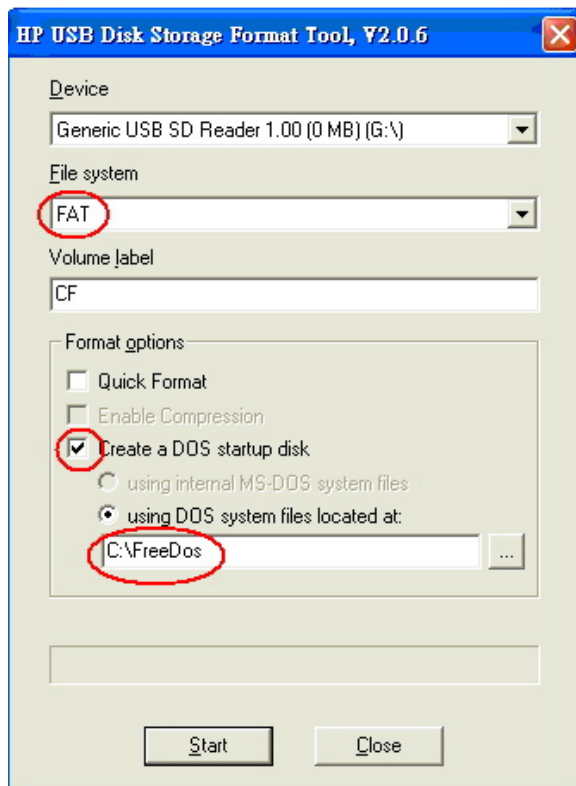 HP USB Disk Storage Format Tool, V2.0.6
Device
Generic USB SD Reader 1.00 (0 MB) (G:\)
File system
FAT
Volume label
CF
Format options
Quick Format
Enable Compression
Create a DOS startup disk
using internal MS-DOS system files
using DOS system files located at:
C:\FreeDos
...
Start
Close